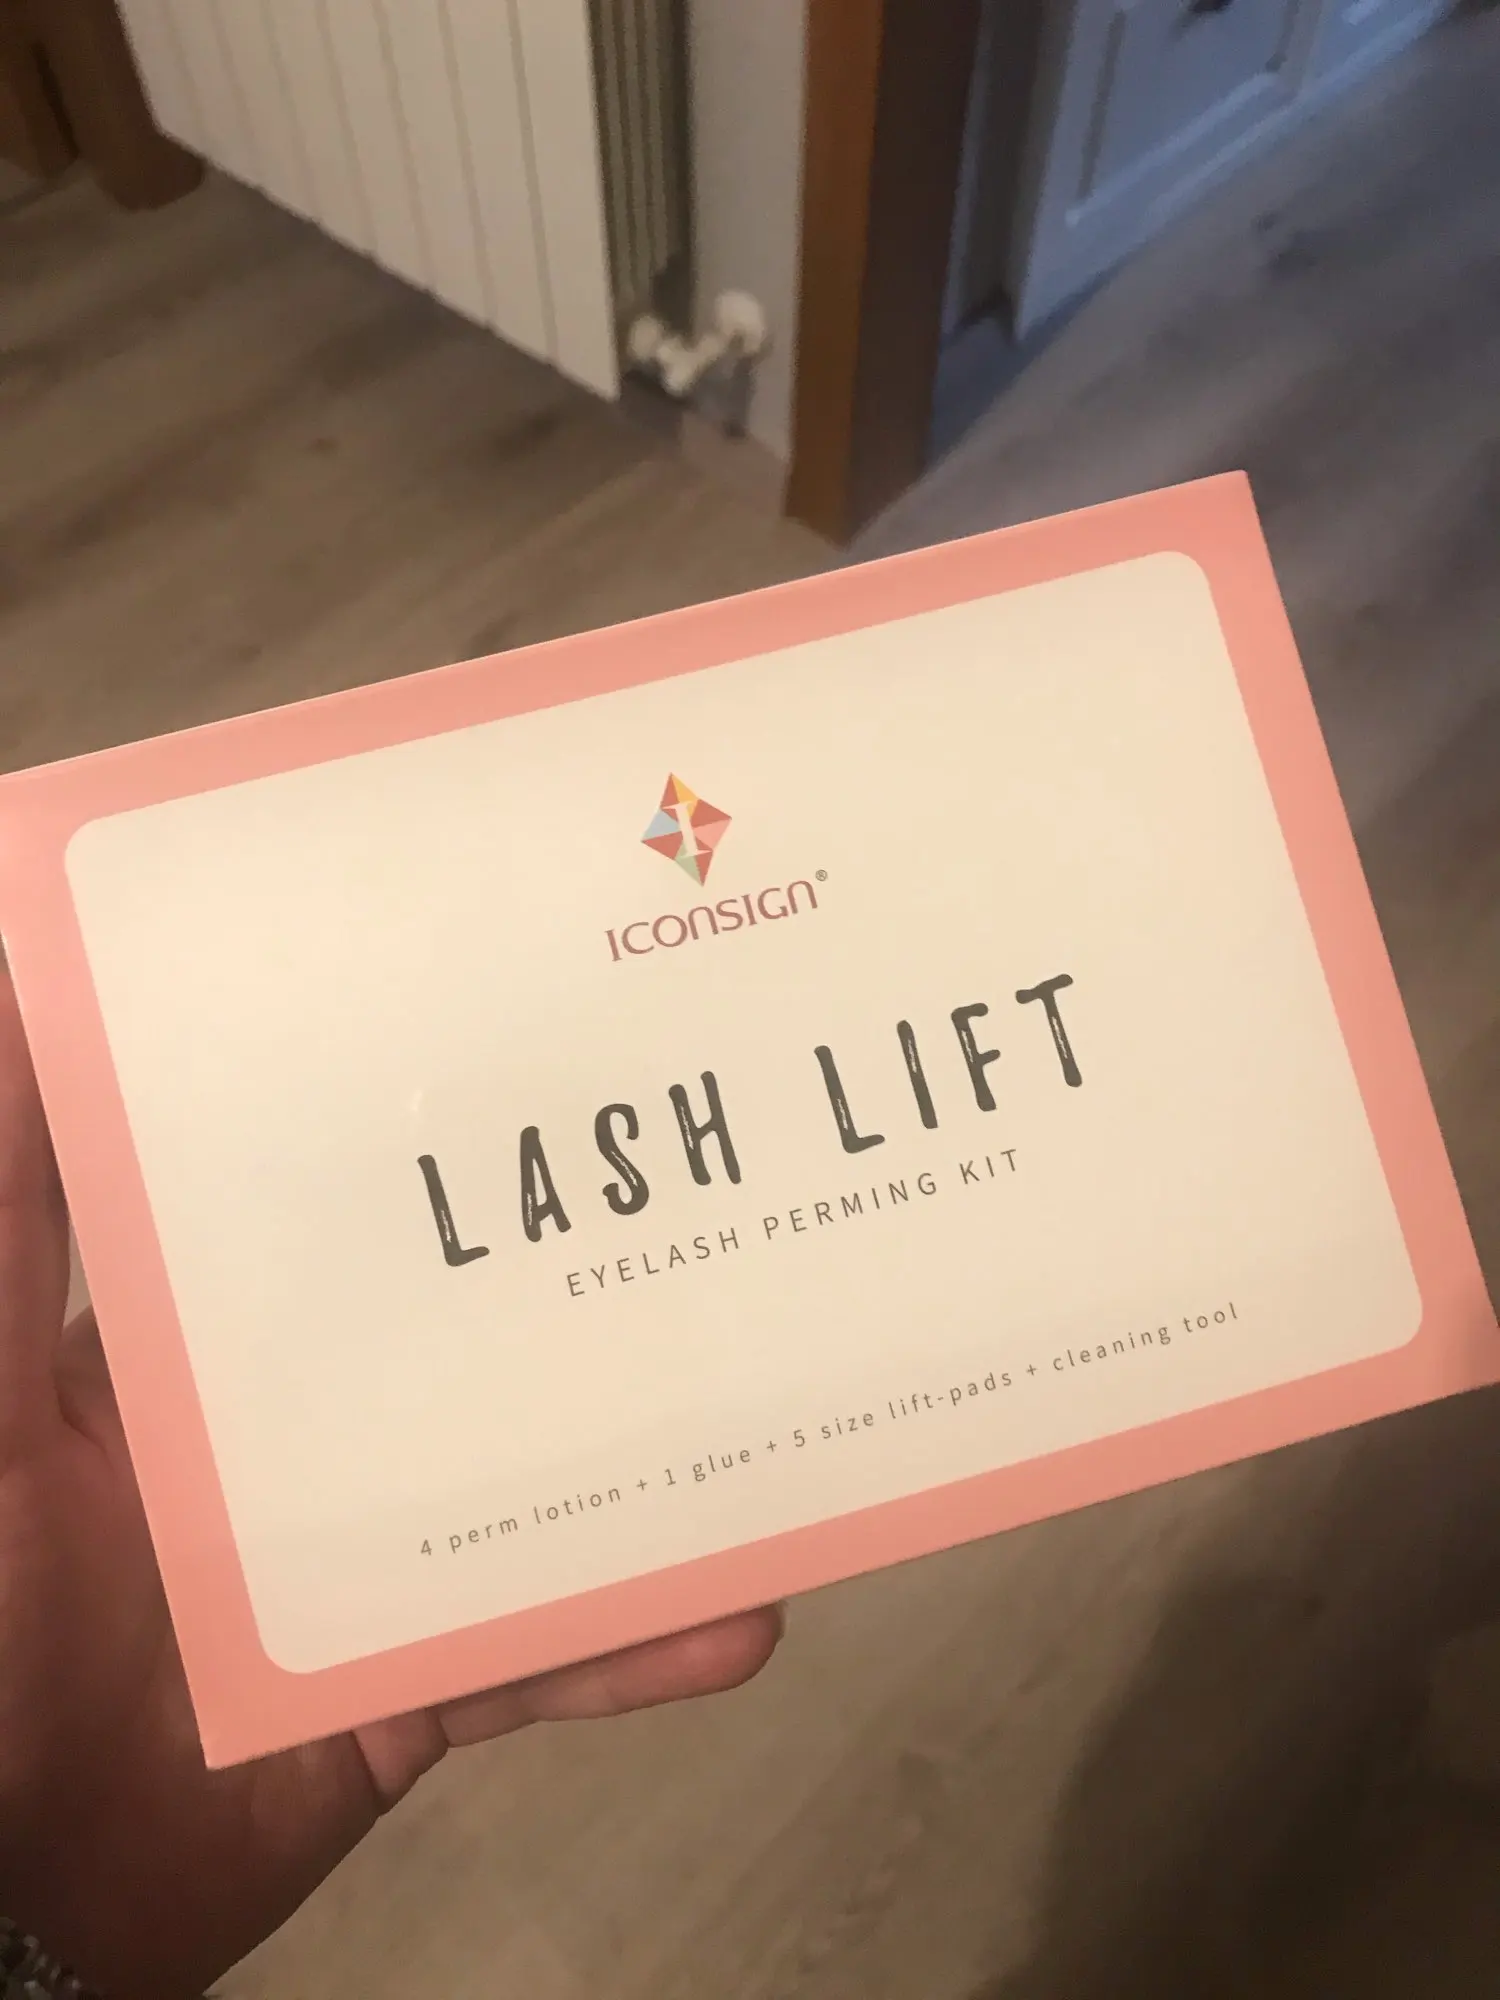 I
ICONSIGN®
LASH LIFT
EYELASH PERMING KIT
4 perm lotion + 1 glue + 5 size lift-pads + cleaning tool